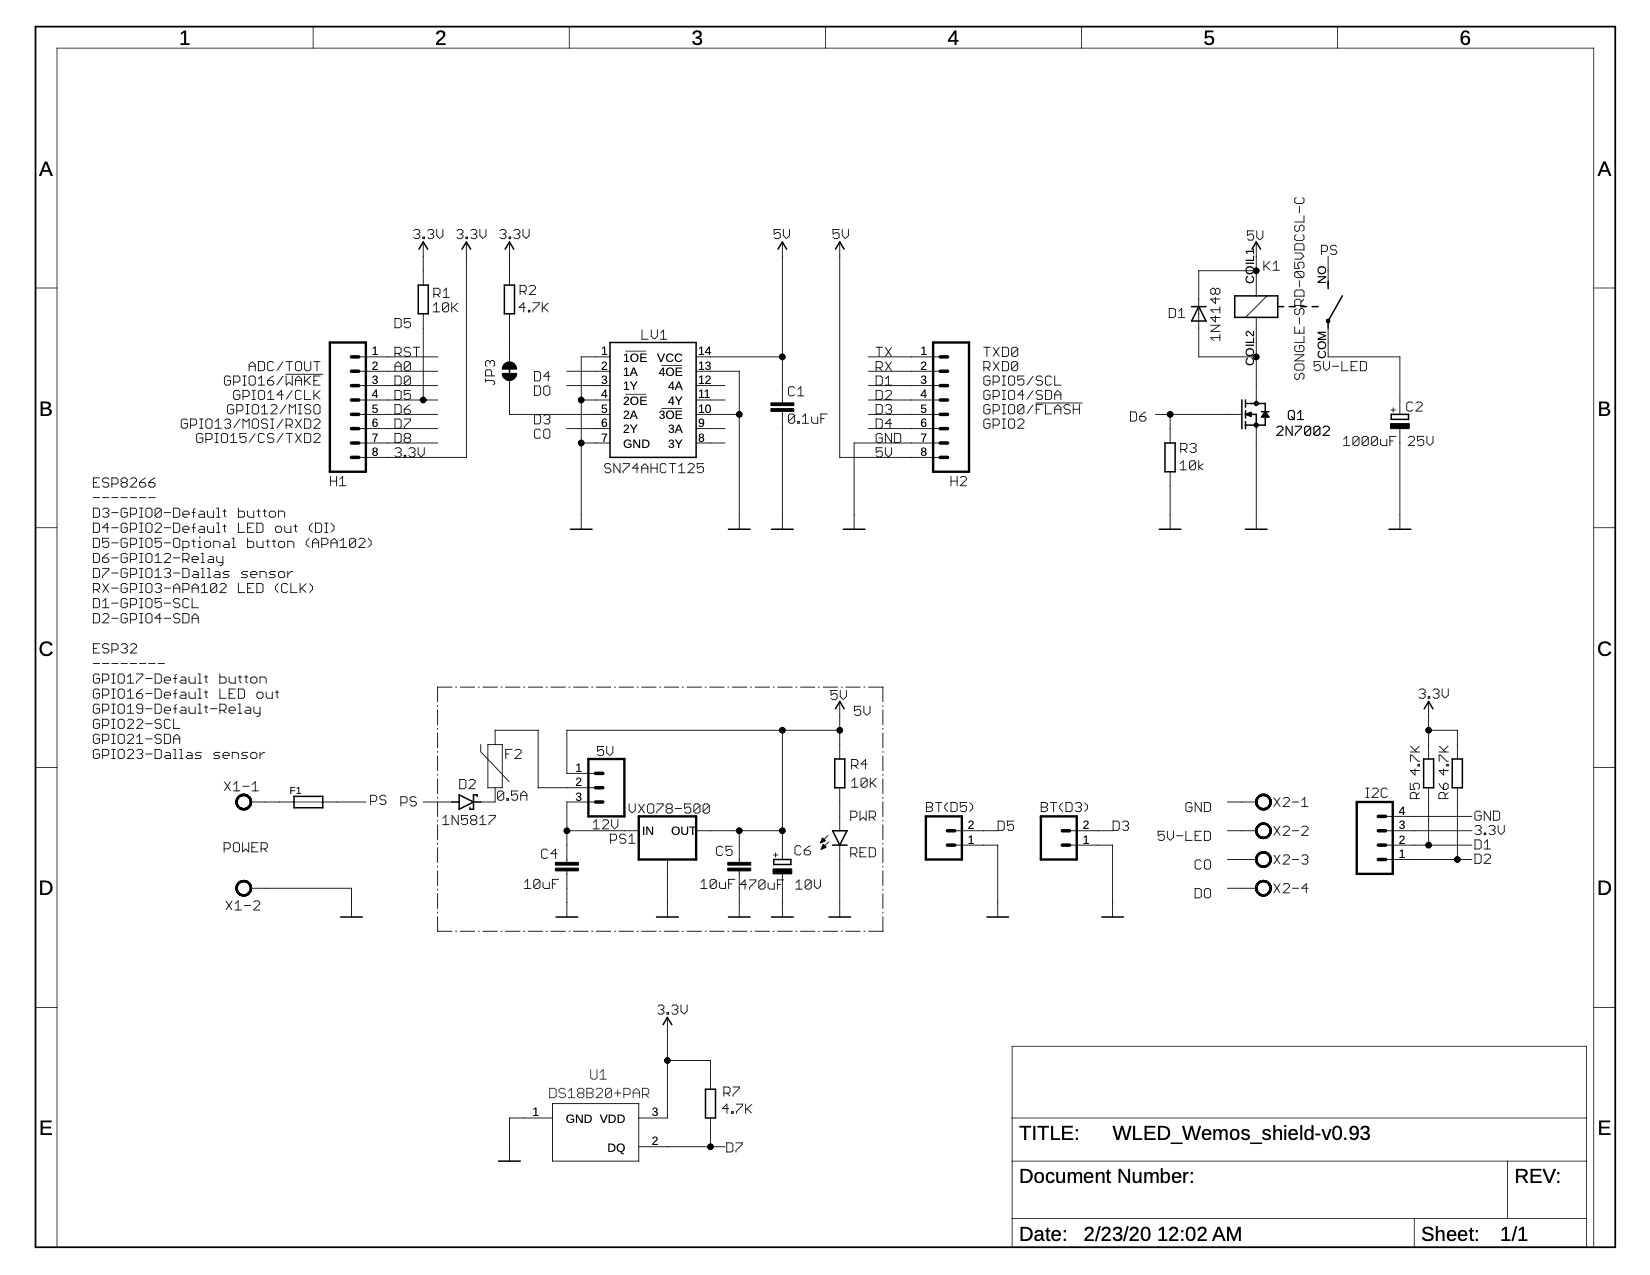 1 2 3 4 5 6
A A
B B
C C
D D
E E
3.3V 3.3V 3.3V
R1
10K
D5
R2
4.7K
JP3
1 RST
ADC/TOUT 2 A0
GPIO16/WAKE 3 D0
GPIO14/CLK 4 D5
GPIO12/MISO 5 D6
GPIO13/MOSI/RXD2 6 D7
GPIO15/CS/TXD2 7 D8
8 3.3V
H1
LV1
1 1OE VCC 14
2 1A 4OE 13
3 1Y 4A 12
4 2OE 4Y 11
5 2A 3OE 10
6 2Y 3A 9
7 GND 3Y 8
SN74AHCT125
D4
DO
D3
CO
5V
C1
0.1uF
5V
TX 1 TXD0
RX 2 RXD0
D1 3 GPIO5/SCL
D2 4 GPIO4/SDA
D3 5 GPIO0/FLASH
D4 6 GPIO2
GND 7
5V 8
H2
5V
COIL1
K1
D1
1N4148
COIL2
SONGLE-SRD-05VDCSL-C
PS
NO
COM
5V-LED
D6
Q1
2N7002
R3
10k
+
C2
1000uF 25V
ESP8266
-------
D3-GPIO0-Default button
D4-GPIO2-Default LED out (DI)
D5-GPIO5-Optional button (APA102)
D6-GPIO12-Relay
D7-GPIO13-Dallas sensor
RX-GPIO3-APA102 LED (CLK)
D1-GPIO5-SCL
D2-GPIO4-SDA
ESP32
--------
GPIO17-Default button
GPIO16-Default LED out
GPIO19-Default-Relay
GPIO22-SCL
GPIO21-SDA
GPIO23-Dallas sensor
X1-1
F1
PS
POWER
X1-2
PS
D2
1N5817
F2
0.5A
5V
1
2
3
12V
VX078-500
IN OUT
PS1
C4
10uF
C5
10uF
+
C6
470uF 10V
5V
5V
R4
10K
PWR
RED
BT(D5)
2 D5
1
BT(D3)
2 D3
1
GND X2-1
5V-LED X2-2
CO X2-3
DO X2-4
3.3V
R5 4.7K
R6 4.7K
I2C
4 GND
3 3.3V
2 D1
1 D2
3.3V
U1
DS18B20+PAR
1 GND VDD 3
DQ 2
R7
4.7K
D7
TITLE: WLED_Wemos_shield-v0.93
Document Number:
REV:
Date: 2/23/20 12:02 AM
Sheet: 1/1